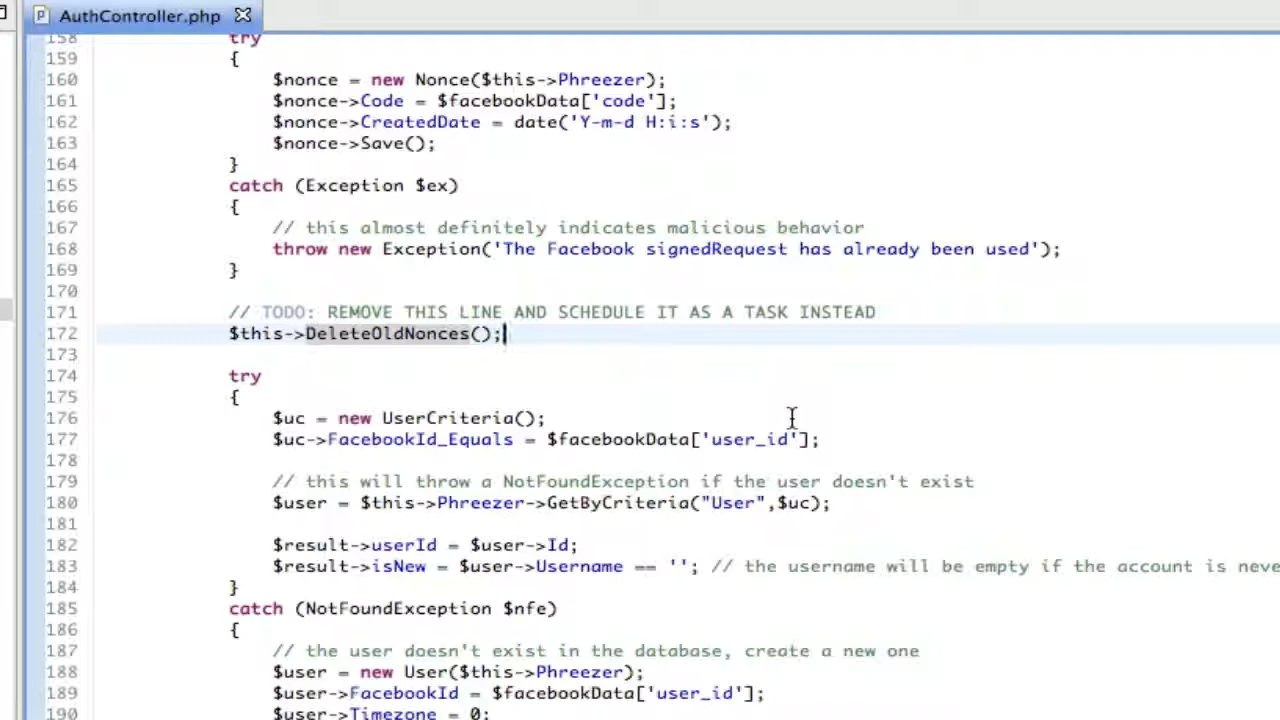 AuthController.php
158 try
159 {
160 $nonce = new Nonce($this->Phreezer);
161 $nonce->Code = $facebookData['code'];
162 $nonce->CreatedDate = date('Y-m-d H:i:s');
163 $nonce->Save();
164 }
165 catch (Exception $ex)
166 {
167 // this almost definitely indicates malicious behavior
168 throw new Exception('The Facebook signedRequest has already been used');
169 }
170
171 // TODO: REMOVE THIS LINE AND SCHEDULE IT AS A TASK INSTEAD
172 $this->DeleteOldNonces();
173
174 try
175 {
176 $uc = new UserCriteria();
177 $uc->FacebookId_Equals = $facebookData['user_id'];
178
179 // this will throw a NotFoundException if the user doesn't exist
180 $user = $this->Phreezer->GetByCriteria("User",$uc);
181
182 $result->userId = $user->Id;
183 $result->isNew = $user->Username == ''; // the username will be empty if the account is neve
184 }
185 catch (NotFoundException $nfe)
186 {
187 // the user doesn't exist in the database, create a new one
188 $user = new User($this->Phreezer);
189 $user->FacebookId = $facebookData['user_id'];
190 $user->Timezone = 0;